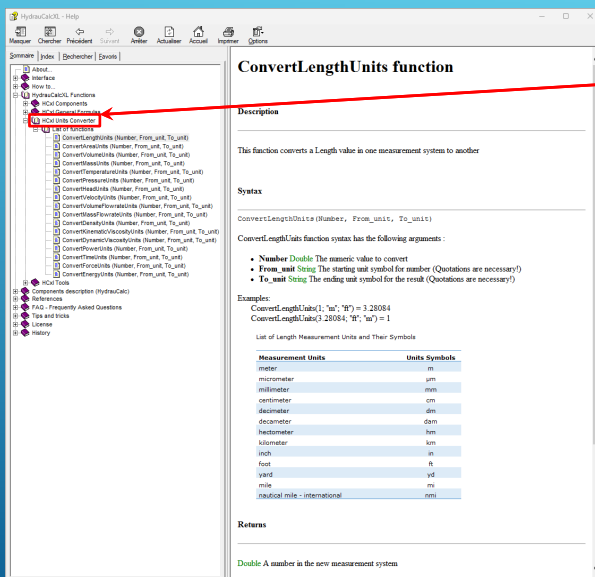 HydrauCalcXL - Help
Masquer Chercher Précédent Suivant Arrêter Actualiser Accueil Imprimer Options
Sommaire Index Rechercher Favoris
About...
Interface
How to...
HydrauCalcXL Functions
HCxl Components
HCxl General Formulas
HCxl Units Converter
List of functions
ConvertLengthUnits (Number, From_unit, To_unit)
ConvertAreaUnits (Number, From_unit, To_unit)
ConvertVolumeUnits (Number, From_unit, To_unit)
ConvertMassUnits (Number, From_unit, To_unit)
ConvertTemperatureUnits (Number, From_unit, To_unit)
ConvertPressureUnits (Number, From_unit, To_unit)
ConvertHeadUnits (Number, From_unit, To_unit)
ConvertVelocityUnits (Number, From_unit, To_unit)
ConvertVolumeFlowrateUnits (Number, From_unit, To_unit)
ConvertMassFlowrateUnits (Number, From_unit, To_unit)
ConvertDensityUnits (Number, From_unit, To_unit)
ConvertKinematicViscosityUnits (Number, From_unit, To_unit)
ConvertDynamicViscosityUnits (Number, From_unit, To_unit)
ConvertPowerUnits (Number, From_unit, To_unit)
ConvertTimeUnits (Number, From_unit, To_unit)
ConvertForceUnits (Number, From_unit, To_unit)
ConvertEnergyUnits (Number, From_unit, To_unit)
HCxl Tools
Components description (HydrauCalc)
References
FAQ - Frequently Asked Questions
Tips and tricks
License
History
ConvertLengthUnits function
Description
This function converts a Length value in one measurement system to another
Syntax
ConvertLengthUnits(Number, From_unit, To_unit)
ConvertLengthUnits function syntax has the following arguments :
• Number Double The numeric value to convert
• From_unit String The starting unit symbol for number (Quotations are necessary!)
• To_unit String The ending unit symbol for the result (Quotations are necessary!)
Examples:
ConvertLengthUnits(1; "m"; "ft") = 3.28084
ConvertLengthUnits(3.28084; "ft"; "m") = 1
List of Length Measurement Units and Their Symbols
Measurement Units Units Symbols
meter m
micrometer µm
millimeter mm
centimeter cm
decimeter dm
decameter dam
hectometer hm
kilometer km
inch in
foot ft
yard yd
mile mi
nautical mile - international nmi
Returns
Double A number in the new measurement system